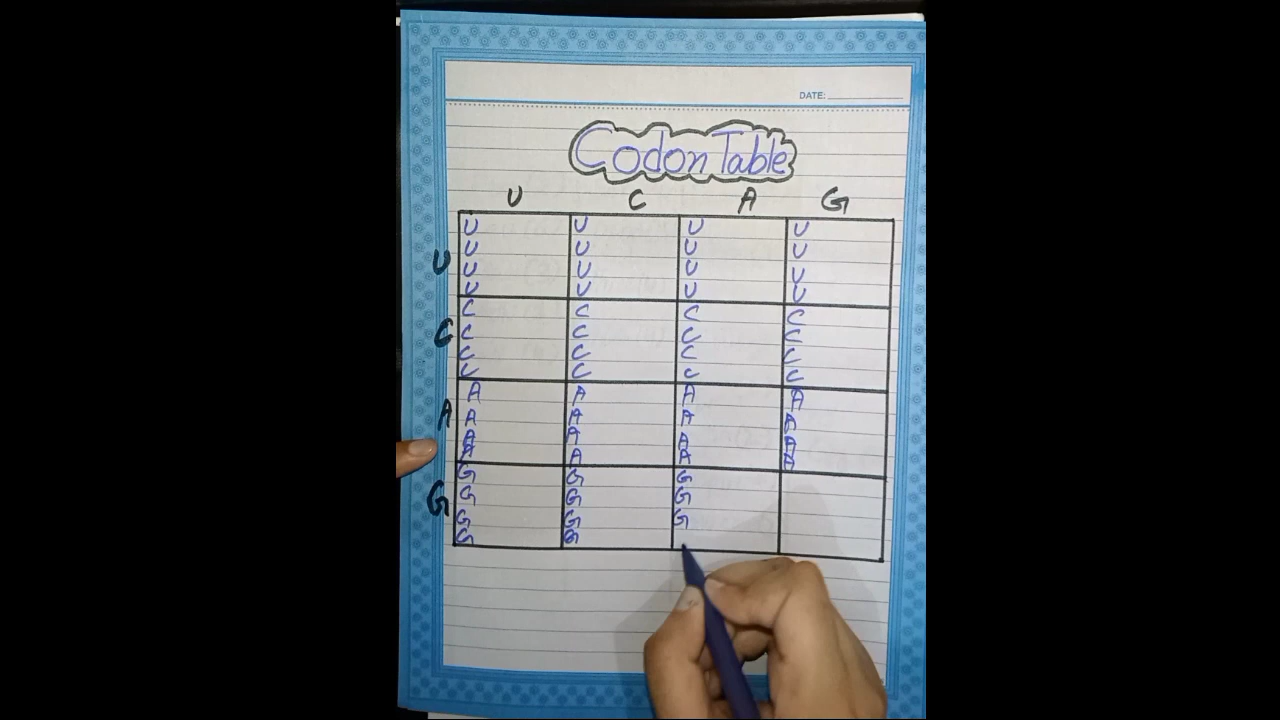 DATE:
Codon Table
U C A G
U U U U
U U U U
U U U U U
U U U U
C C C C
C C C C C
C C C C
C C C C
A A A A
A A A A A
A A A A
A A A A
G G G
G G G G
G G G
G G